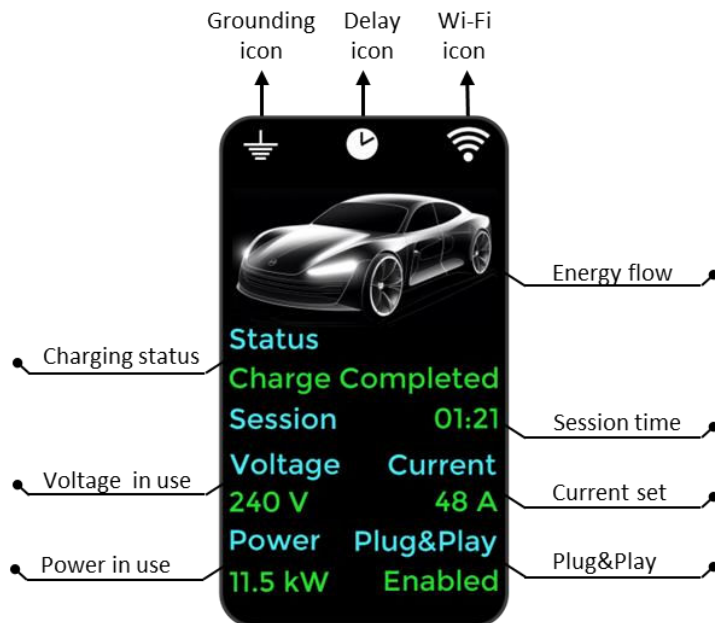 Grounding icon
Delay icon
Wi-Fi icon
Energy flow
Status
Charging status
Charge Completed
Session 01:21
Session time
Voltage Current
Voltage in use
240 V 48 A
Current set
Power Plug&Play
Power in use
Plug&Play
11.5 kW Enabled